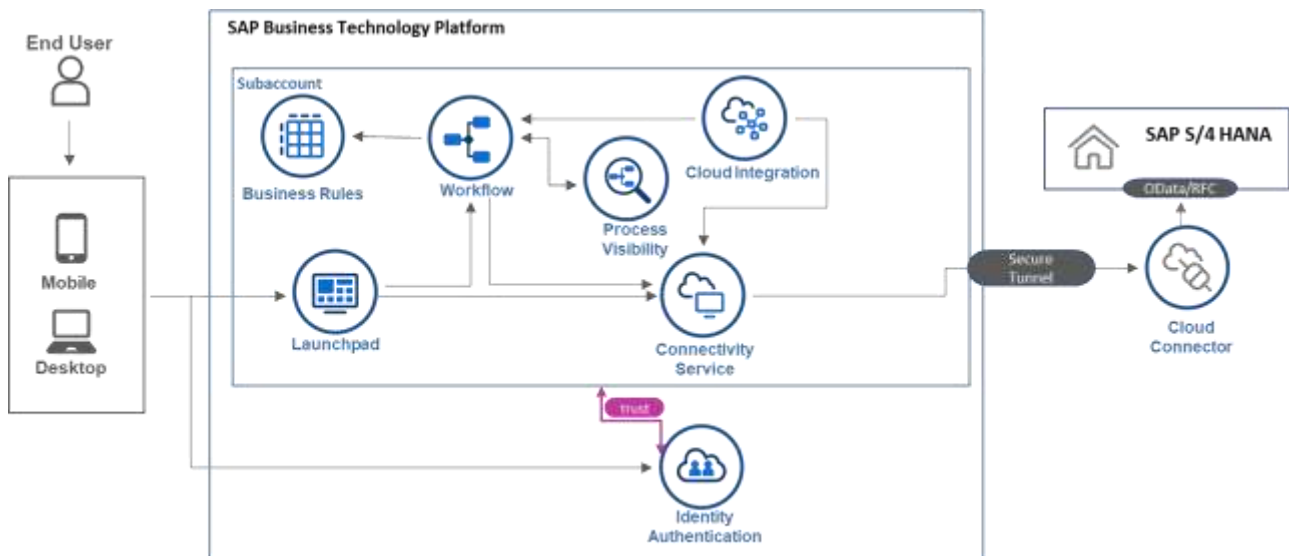 SAP Business Technology Platform
End User
Subaccount
Business Rules
Workflow
Cloud Integration
Process
Visibility
SAP S/4 HANA
OData/RFC
Mobile
Desktop
Launchpad
Connectivity
Service
Secure
Tunnel
Cloud
Connector
trust
Identity
Authentication